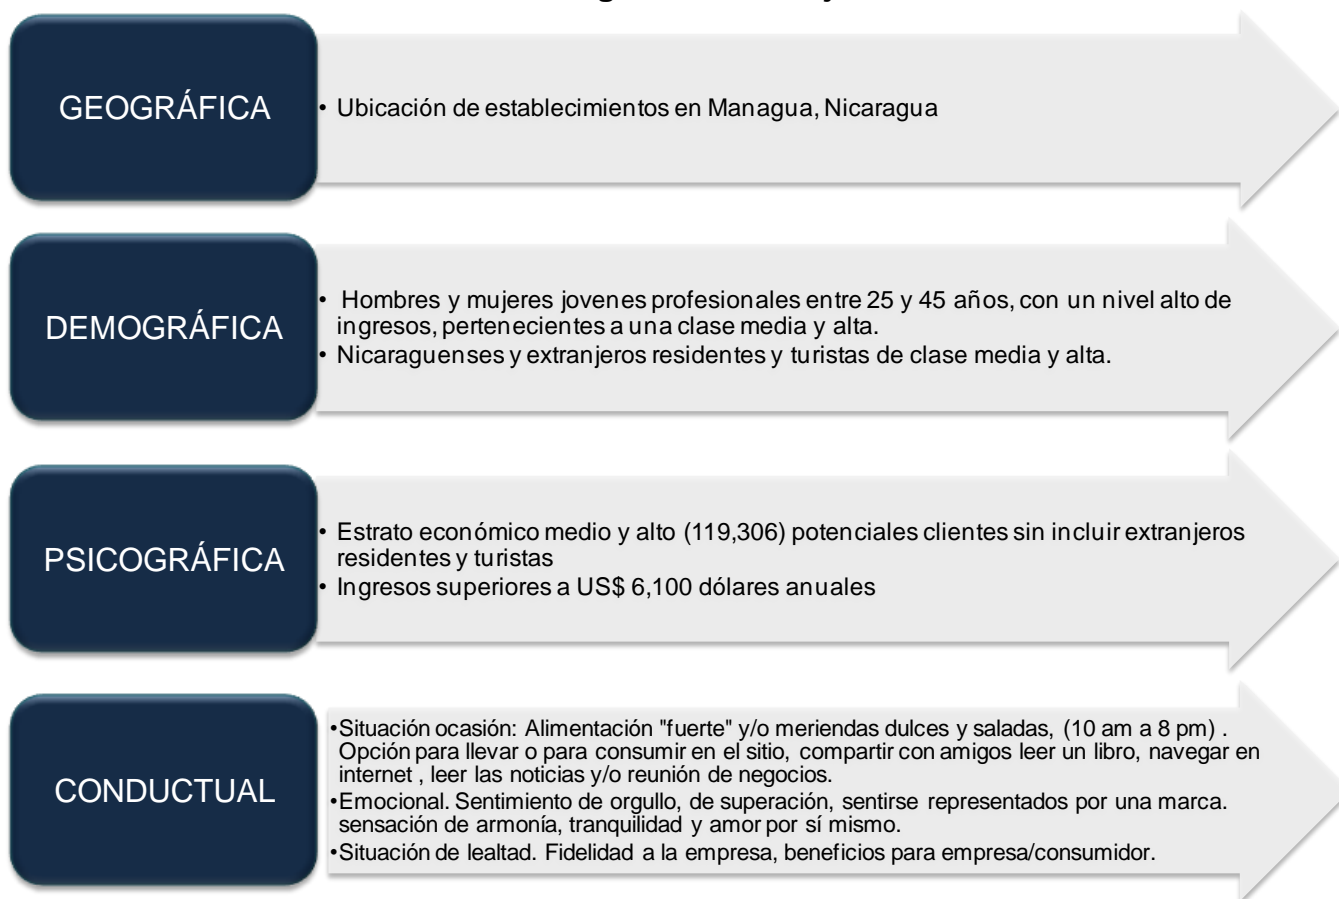 GEOGRÁFICA
• Ubicación de establecimientos en Managua, Nicaragua
DEMOGRÁFICA
• Hombres y mujeres jovenes profesionales entre 25 y 45 años, con un nivel alto de
ingresos, pertenecientes a una clase media y alta.
• Nicaraguenses y extranjeros residentes y turistas de clase media y alta.
PSICOGRÁFICA
• Estrato económico medio y alto (119,306) potenciales clientes sin incluir extranjeros
residentes y turistas
• Ingresos superiores a US$ 6,100 dólares anuales
CONDUCTUAL
•Situación ocasión: Alimentación "fuerte" y/o meriendas dulces y saladas, (10 am a 8 pm) .
Opción para llevar o para consumir en el sitio, compartir con amigos leer un libro, navegar en
internet , leer las noticias y/o reunión de negocios.
•Emocional. Sentimiento de orgullo, de superación, sentirse representados por una marca.
sensación de armonía, tranquilidad y amor por sí mismo.
•Situación de lealtad. Fidelidad a la empresa, beneficios para empresa/consumidor.